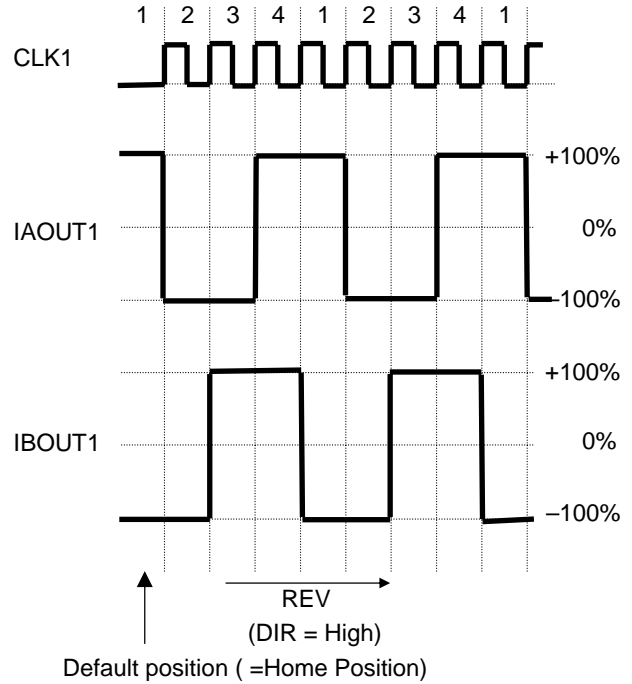 1 2 3 4 1 2 3 4 1
CLK1
+100%
IAOUT1
0%
–100%
+100%
IBOUT1
0%
–100%
REV
(DIR = High)
Default position ( =Home Position)